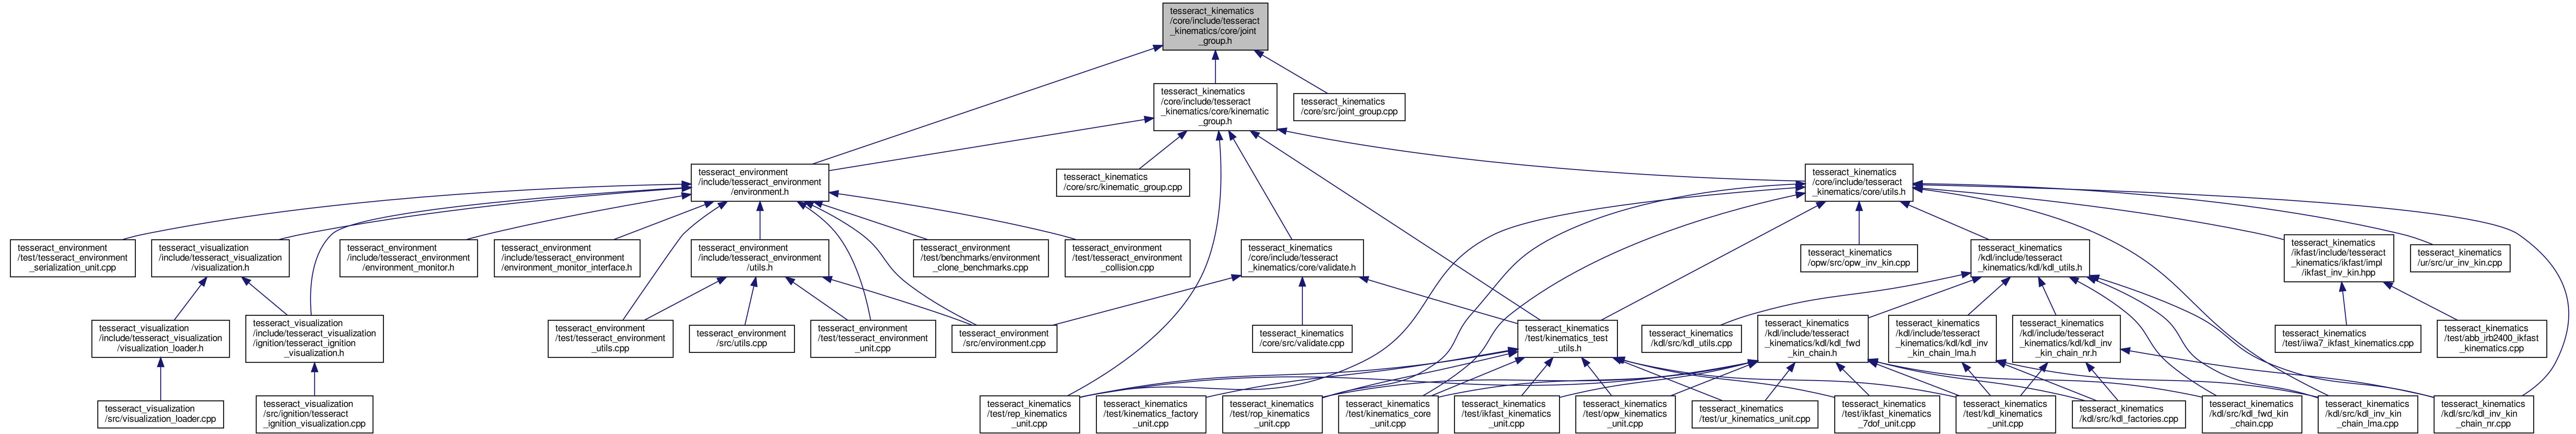 tesseract_kinematics
/core/include/tesseract
_kinematics/core/joint
_group.h
tesseract_kinematics
/core/include/tesseract
_kinematics/core/kinematic
_group.h
tesseract_kinematics
/core/src/joint_group.cpp
tesseract_environment
/include/tesseract_environment
/environment.h
tesseract_kinematics
/core/src/kinematic_group.cpp
tesseract_kinematics
/core/include/tesseract
_kinematics/core/utils.h
tesseract_environment
/test/tesseract_environment
_serialization_unit.cpp
tesseract_visualization
/include/tesseract_visualization
/visualization.h
tesseract_environment
/include/tesseract_environment
/environment_monitor.h
tesseract_environment
/include/tesseract_environment
/environment_monitor_interface.h
tesseract_environment
/include/tesseract_environment
/utils.h
tesseract_environment
/test/benchmarks/environment
_clone_benchmarks.cpp
tesseract_environment
/test/tesseract_environment
_collision.cpp
tesseract_kinematics
/core/include/tesseract
_kinematics/core/validate.h
tesseract_kinematics
/opw/src/opw_inv_kin.cpp
tesseract_kinematics
/kdl/include/tesseract
_kinematics/kdl/kdl_utils.h
tesseract_kinematics
/ikfast/include/tesseract
_kinematics/ikfast/impl
/ikfast_inv_kin.hpp
tesseract_kinematics
/ur/src/ur_inv_kin.cpp
tesseract_visualization
/include/tesseract_visualization
/visualization_loader.h
tesseract_visualization
/include/tesseract_visualization
/ignition/tesseract_ignition
_visualization.h
tesseract_environment
/test/tesseract_environment
_utils.cpp
tesseract_environment
/src/utils.cpp
tesseract_environment
/test/tesseract_environment
_unit.cpp
tesseract_environment
/src/environment.cpp
tesseract_kinematics
/core/src/validate.cpp
tesseract_kinematics
/test/kinematics_test
_utils.h
tesseract_kinematics
/kdl/src/kdl_utils.cpp
tesseract_kinematics
/kdl/include/tesseract
_kinematics/kdl/kdl_fwd
_kin_chain.h
tesseract_kinematics
/kdl/include/tesseract
_kinematics/kdl/kdl_inv
_kin_chain_lma.h
tesseract_kinematics
/kdl/include/tesseract
_kinematics/kdl/kdl_inv
_kin_chain_nr.h
tesseract_kinematics
/test/iiwa7_ikfast_kinematics.cpp
tesseract_kinematics
/test/abb_irb2400_ikfast
_kinematics.cpp
tesseract_visualization
/src/visualization_loader.cpp
tesseract_visualization
/src/ignition/tesseract
_ignition_visualization.cpp
tesseract_kinematics
/test/rep_kinematics
_unit.cpp
tesseract_kinematics
/test/kinematics_factory
_unit.cpp
tesseract_kinematics
/test/rop_kinematics
_unit.cpp
tesseract_kinematics
/test/kinematics_core
_unit.cpp
tesseract_kinematics
/test/ikfast_kinematics
_unit.cpp
tesseract_kinematics
/test/opw_kinematics
_unit.cpp
tesseract_kinematics
/test/ur_kinematics_unit.cpp
tesseract_kinematics
/test/ikfast_kinematics
_7dof_unit.cpp
tesseract_kinematics
/test/kdl_kinematics
_unit.cpp
tesseract_kinematics
/kdl/src/kdl_factories.cpp
tesseract_kinematics
/kdl/src/kdl_fwd_kin
_chain.cpp
tesseract_kinematics
/kdl/src/kdl_inv_kin
_chain_lma.cpp
tesseract_kinematics
/kdl/src/kdl_inv_kin
_chain_nr.cpp